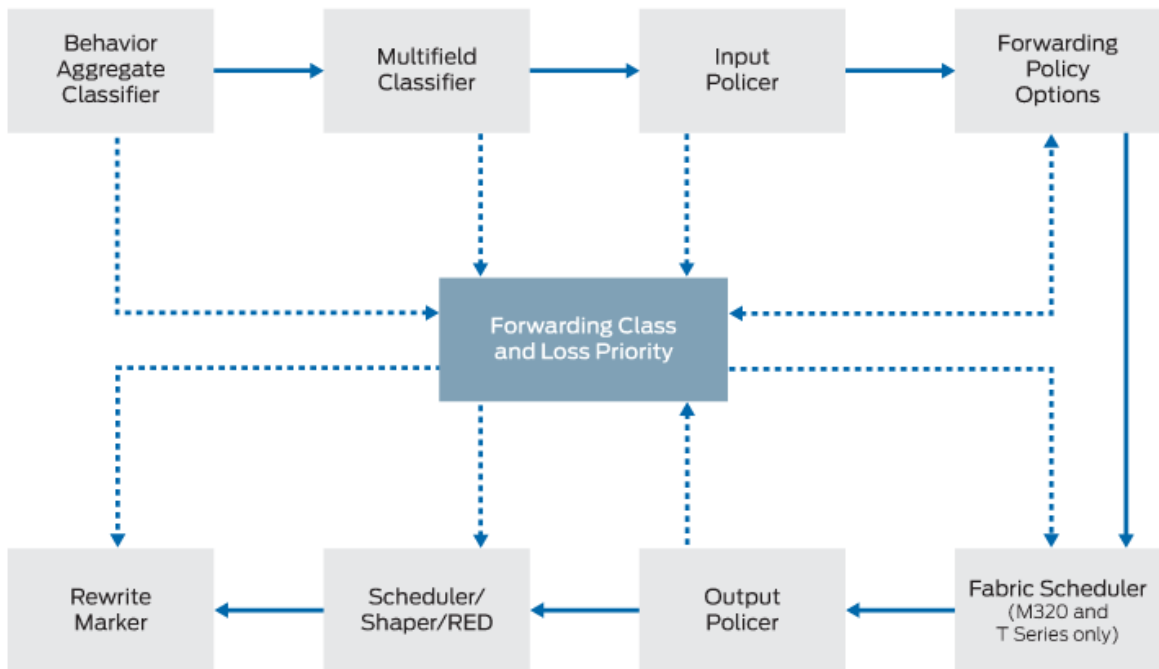 Behavior
Aggregate
Classifier
Multifield
Classifier
Input
Policer
Forwarding
Policy
Options
Forwarding Class
and Loss Priority
Rewrite
Marker
Scheduler/
Shaper/RED
Output
Policer
Fabric Scheduler
(M320 and
T Series only)